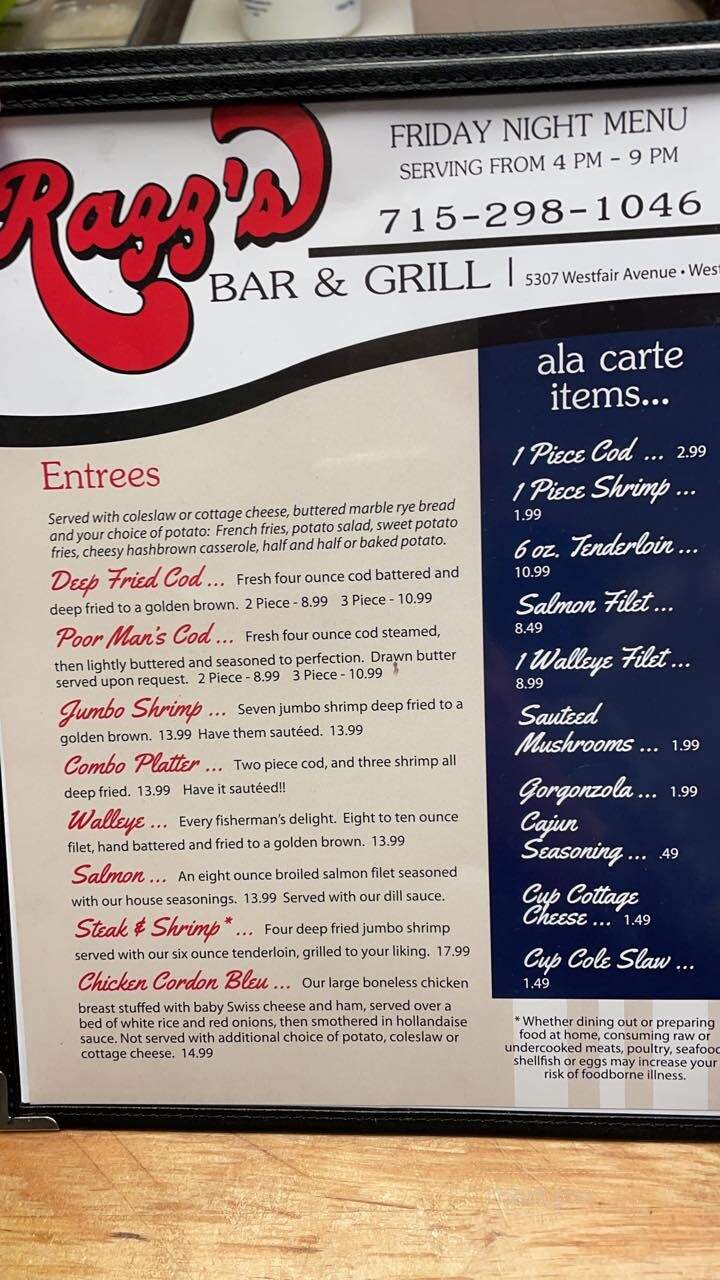 Ragg's
FRIDAY NIGHT MENU
SERVING FROM 4 PM - 9 PM
715-298-1046
BAR & GRILL | 5307 Westfair Avenue •
Entrees
Served with coleslaw or cottage cheese, buttered marble rye bread
and your choice of potato: French fries, potato salad, sweet potato
fries, cheesy hashbrown casserole, half and half or baked potato.
Deep Fried Cod ... Fresh four ounce cod battered and
deep fried to a golden brown. 2 Piece - 8.99 3 Piece - 10.99
Poor Man's Cod ... Fresh four ounce cod steamed,
then lightly buttered and seasoned to perfection. Drawn butter
served upon request. 2 Piece - 8.99 3 Piece - 10.99
Jumbo Shrimp ... Seven jumbo shrimp deep fried to a
golden brown. 13.99 Have them sautéed. 13.99
Combo Platter ... Two piece cod, and three shrimp all
deep fried. 13.99 Have it sautéed!!
Walleye ... Every fisherman's delight. Eight to ten ounce
filet, hand battered and fried to a golden brown. 13.99
Salmon ... An eight ounce broiled salmon filet seasoned
with our house seasonings. 13.99 Served with our dill sauce.
Steak & Shrimp* ... Four deep fried jumbo shrimp
served with our six ounce tenderloin, grilled to your liking. 17.99
Chicken Cordon Bleu ... Our large boneless chicken
breast stuffed with baby Swiss cheese and ham, served over a
bed of white rice and red onions, then smothered in hollandaise
sauce. Not served with additional choice of potato, coleslaw or
cottage cheese. 14.99
ala carte
items...
1 Piece Cod ... 2.99
1 Piece Shrimp ...
1.99
6 oz. Tenderloin ...
10.99
Salmon Filet ...
8.49
1 Walleye Filet ...
8.99
Sauteed
Mushrooms ... 1.99
Gorgonzola ... 1.99
Cajun
Seasoning ... .49
Cup Cottage
Cheese ... 1.49
Cup Cole Slaw ...
1.49
* Whether dining out or preparing
food at home, consuming raw or
undercooked meats, poultry, seafood
shellfish or eggs may increase your
risk of foodborne illness.